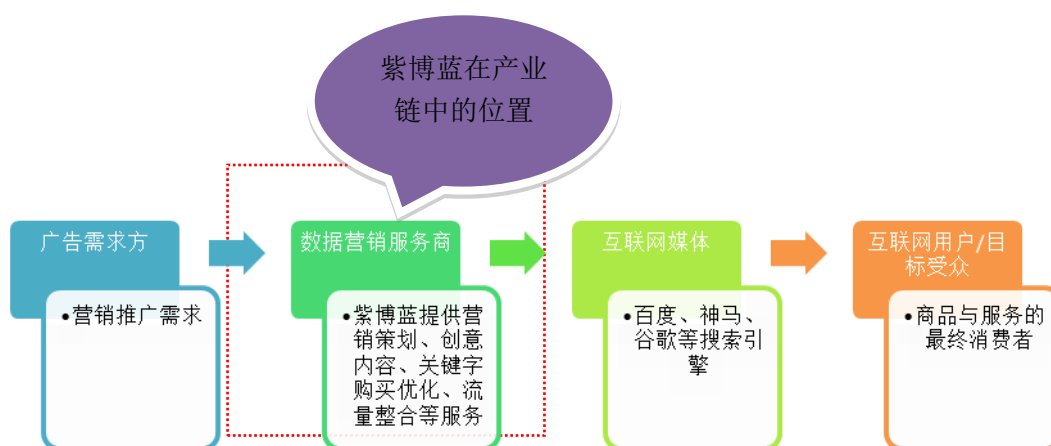 紫博蓝在产业
链中的位置
广告需求方
•营销推广需求
数据营销服务商
•紫博蓝提供营
销策划、创意
内容、关键字
购买优化、流
量整合等服务
互联网媒体
•百度、神马、
谷歌等搜索引
擎
互联网用户/目
标受众
•商品与服务的
最终消费者